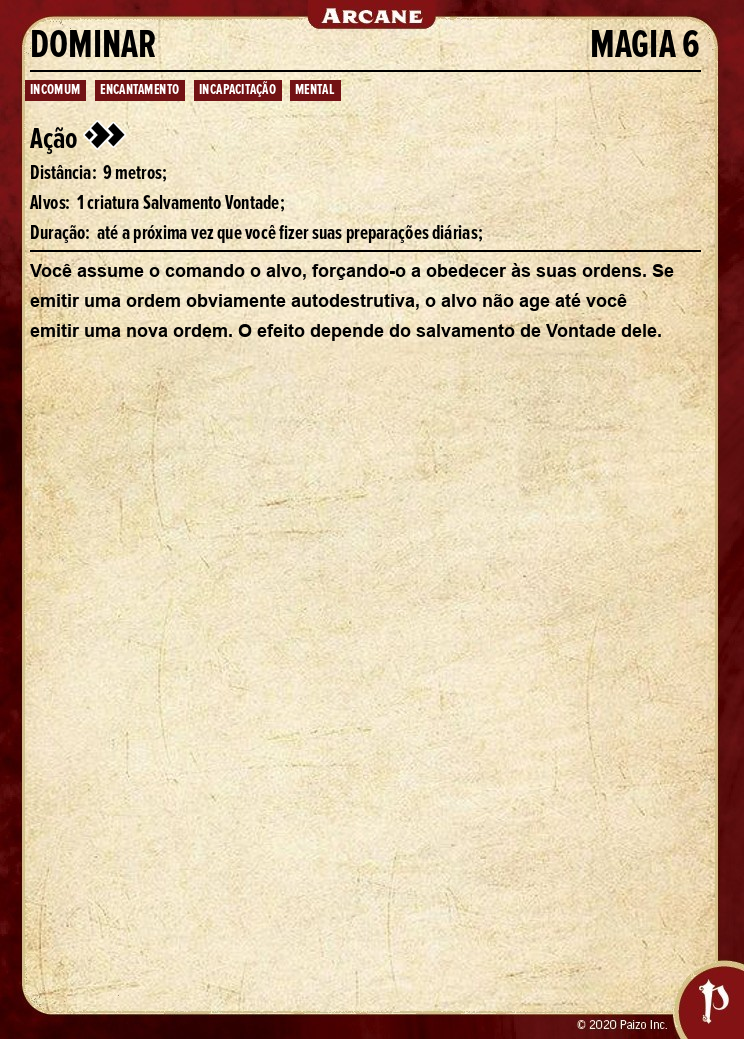 ARCANE
DOMINAR MAGIA 6
INCOMUM ENCANTAMENTO INCAPACITAÇÃO MENTAL
Ação
Distância: 9 metros;
Alvos: 1 criatura Salvamento Vontade;
Duração: até a próxima vez que você fizer suas preparações diárias;
Você assume o comando o alvo, forçando-o a obedecer às suas ordens. Se
emitir uma ordem obviamente autodestrutiva, o alvo não age até você
emitir uma nova ordem. O efeito depende do salvamento de Vontade dele.
© 2020 Paizo Inc.